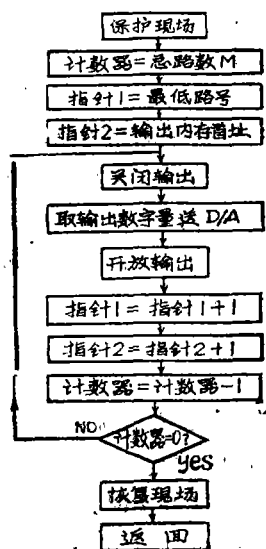 保护现场
计数器=总路数M
指针1=最低路号
指针2=输出内存首址
关闭输出
取输出数字量送 D/A
开放输出
指针1=指针1+1
指针2=指针2+1
计数器=计数器-1
计数器=0?
NO
yes
恢复现场
返回